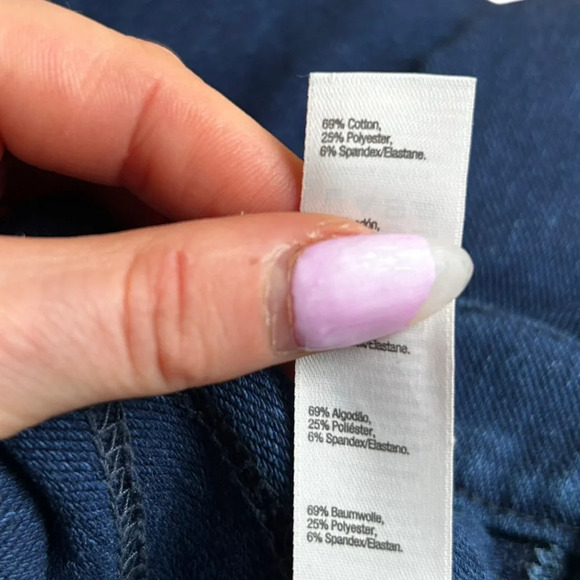 69% Cotton,
25% Polyester,
6% Spandex/Elastane.
69% Algodão,
25% Poliéster,
6% Spandex/Elastano.
69% Baumwolle,
25% Polyester,
6% Spandex/Elastan.